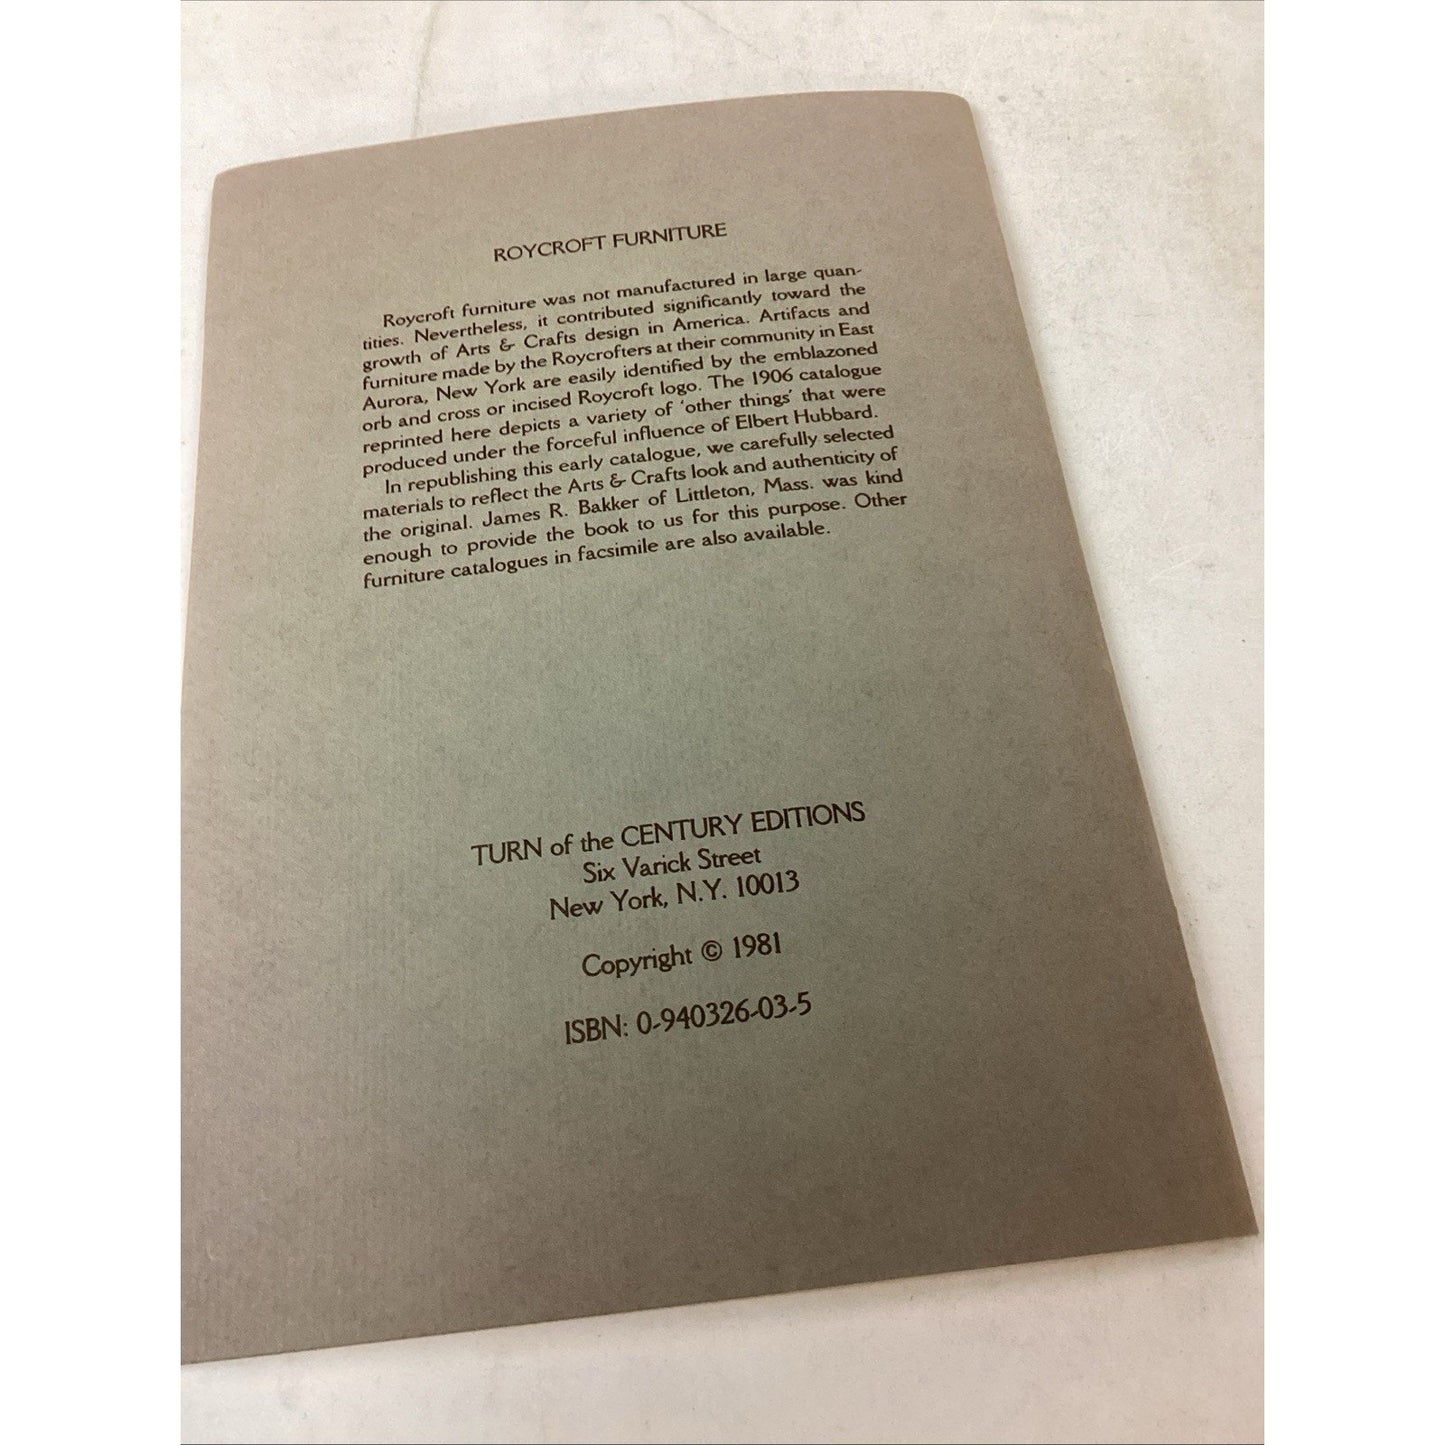 ROYCROFT FURNITURE
Roycroft furniture was not manufactured in large quan-
tities. Nevertheless, it contributed significantly toward the
growth of Arts & Crafts design in America. Artifacts and
furniture made by the Roycrofters at their community in East
Aurora, New York are easily identified by the emblazoned
orb and cross or incised Roycroft logo. The 1906 catalogue
reprinted here depicts a variety of 'other things' that were
produced under the forceful influence of Elbert Hubbard.
In republishing this early catalogue, we carefully selected
materials to reflect the Arts & Crafts look and authenticity of
the original. James R. Bakker of Littleton, Mass. was kind
enough to provide the book to us for this purpose. Other
furniture catalogues in facsimile are also available.
TURN of the CENTURY EDITIONS
Six Varick Street
New York, N.Y. 10013
Copyright © 1981
ISBN: 0-940326-03-5